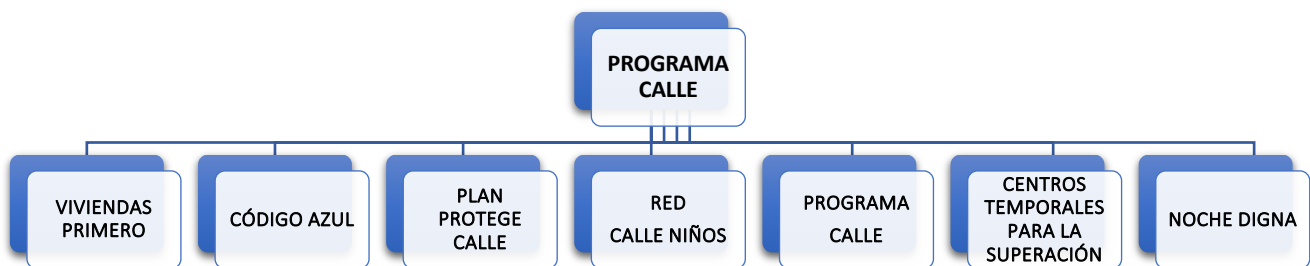 PROGRAMA
CALLE
VIVIENDAS
PRIMERO
CÓDIGO AZUL
PLAN
PROTEGE
CALLE
RED
CALLE NIÑOS
PROGRAMA
CALLE
CENTROS
TEMPORALES
PARA LA
SUPERACIÓN
NOCHE DIGNA